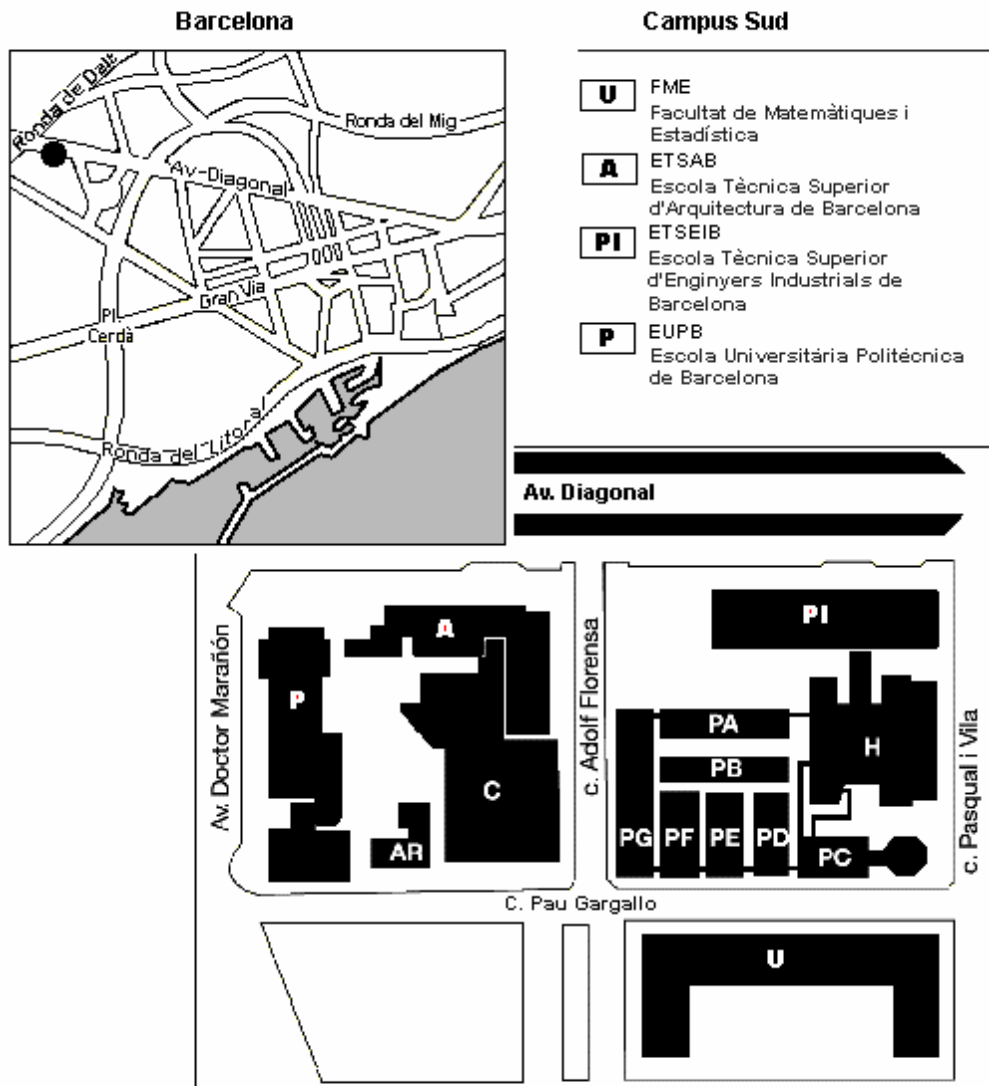 Barcelona
Campus Sud
Ronda de Dalt
Ronda del Mig
Av. Diagonal
Gran Via
Pl.
Cerdà
Ronda del Litoral
U
FME
Facultat de Matemàtiques i
Estadística
A
ETSAB
Escola Tècnica Superior
d'Arquitectura de Barcelona
PI
ETSEIB
Escola Tècnica Superior
d'Enginyers Industrials de
Barcelona
P
EUPB
Escola Universitária Politécnica
de Barcelona
Av. Diagonal
Av. Doctor Marañón
c. Adolf Florensa
c. Pasqual i Vila
A
P
C
AR
PI
PA
PB
H
PG
PF
PE
PD
PC
C. Pau Gargallo
U